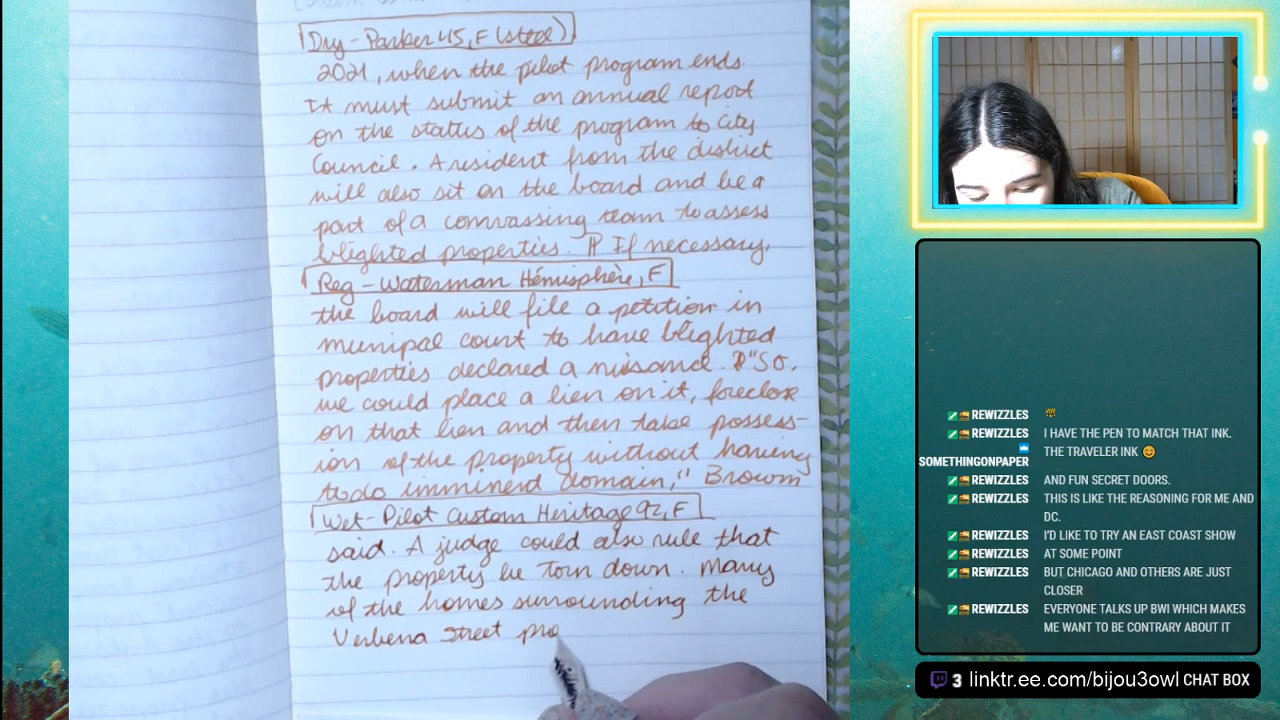 Dry - Parker 45, F (steel)
2021, when the pilot program ends.
It must submit an annual report
on the status of the program to City
Council. A resident from the district
will also sit on the board and be a
part of a convassing team to assess
blighted properties. ¶ If necessary,
Reg - Waterman Hémisphère, F
the board will file a petition in
munipal court to have blighted
properties declared a nuisance. ¶ "So,
we could place a lien on it, foreclose
on that lien and then take possess-
ion of the property without having
to do imminent domain," Brown
Wet - Pilot Custom Heritage 92, F
said. A judge could also rule that
the property be torn down. Many
of the homes surrounding the
Verbena Street pro
REWIZZLES
REWIZZLES I HAVE THE PEN TO MATCH THAT INK.
SOMETHINGONPAPER THE TRAVELER INK 😊
REWIZZLES AND FUN SECRET DOORS.
REWIZZLES THIS IS LIKE THE REASONING FOR ME AND
DC.
REWIZZLES I'D LIKE TO TRY AN EAST COAST SHOW
REWIZZLES AT SOME POINT
REWIZZLES BUT CHICAGO AND OTHERS ARE JUST
CLOSER
REWIZZLES EVERYONE TALKS UP BWI WHICH MAKES
ME WANT TO BE CONTRARY ABOUT IT
3 linktr.ee.com/bijou3owl CHAT BOX